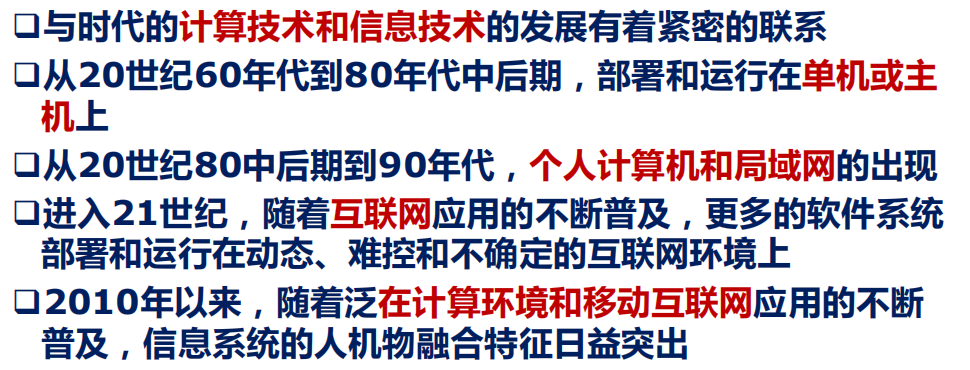 ❑与时代的计算技术和信息技术的发展有着紧密的联系
❑从20世纪60年代到80年代中后期，部署和运行在单机或主
机上
❑从20世纪80中后期到90年代，个人计算机和局域网的出现
❑进入21世纪，随着互联网应用的不断普及，更多的软件系统
部署和运行在动态、难控和不确定的互联网环境上
❑2010年以来，随着泛在计算环境和移动互联网应用的不断
普及，信息系统的人机物融合特征日益突出